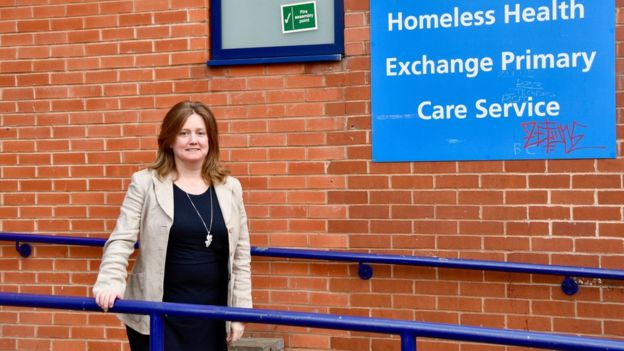 Fire assembly
point
Homeless Health
Exchange Primary
Care Service